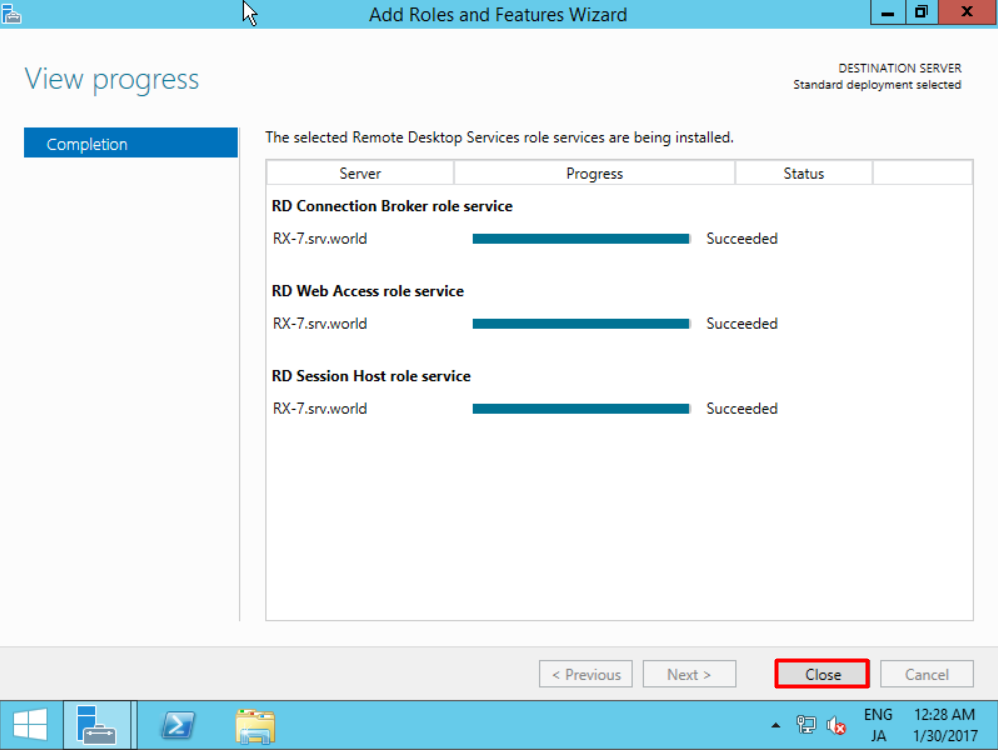 Add Roles and Features Wizard
View progress
DESTINATION SERVER
Standard deployment selected
Completion
The selected Remote Desktop Services role services are being installed.
Server Progress Status
RD Connection Broker role service
RX-7.srv.world Succeeded
RD Web Access role service
RX-7.srv.world Succeeded
RD Session Host role service
RX-7.srv.world Succeeded
< Previous Next > Close Cancel
ENG 12:28 AM
JA 1/30/2017